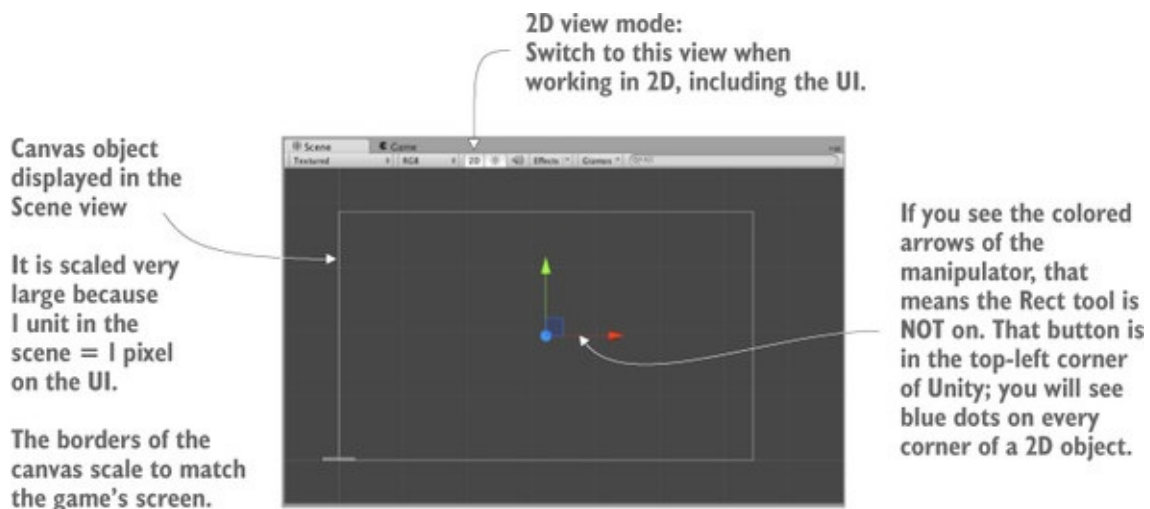 2D view mode:
Switch to this view when
working in 2D, including the UI.
Canvas object
displayed in the
Scene view
It is scaled very
large because
1 unit in the
scene = 1 pixel
on the UI.
The borders of the
canvas scale to match
the game's screen.
Scene Game
Textured RGB 2D Effects Gizmos
If you see the colored
arrows of the
manipulator, that
means the Rect tool is
NOT on. That button is
in the top-left corner
of Unity; you will see
blue dots on every
corner of a 2D object.